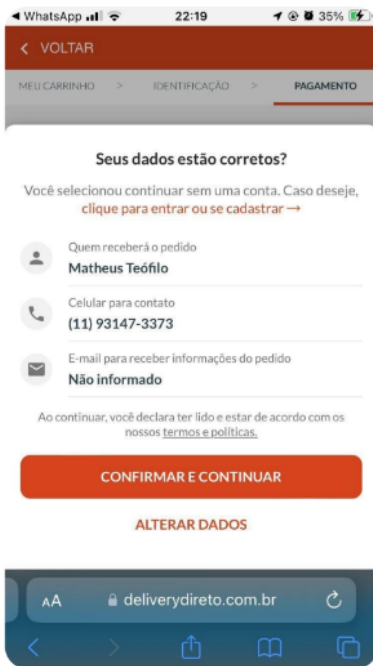 WhatsApp 22:19 35%
VOLTAR
MEU CARRINHO > IDENTIFICAÇÃO > PAGAMENTO
Seus dados estão corretos?
Você selecionou continuar sem uma conta. Caso deseje,
clique para entrar ou se cadastrar →
Quem receberá o pedido
Matheus Teófilo
Celular para contato
(11) 93147-3373
E-mail para receber informações do pedido
Não informado
Ao continuar, você declara ter lido e estar de acordo com os
nossos termos e políticas.
CONFIRMAR E CONTINUAR
ALTERAR DADOS
AA deliverydireto.com.br